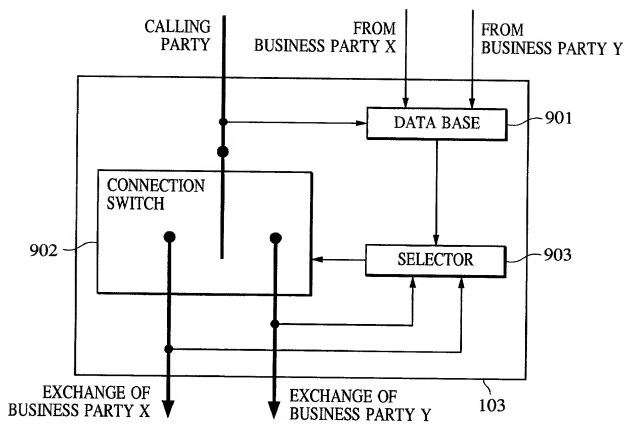 CALLING
PARTY
FROM
BUSINESS PARTY X
FROM
BUSINESS PARTY Y
DATA BASE
901
CONNECTION
SWITCH
902
SELECTOR
903
EXCHANGE OF
BUSINESS PARTY X
EXCHANGE OF
BUSINESS PARTY Y
103